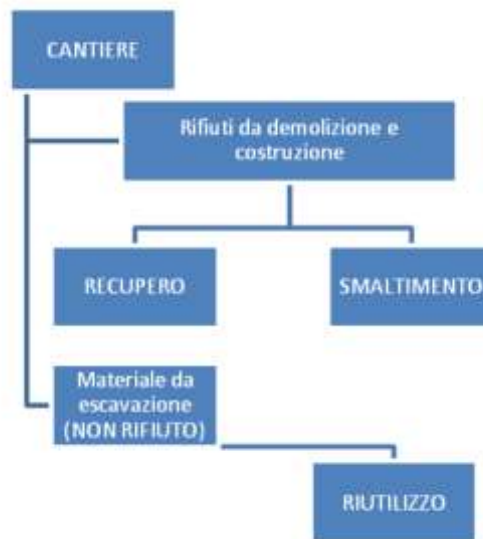 CANTIERE
Rifiuti da demolizione e
costruzione
RECUPERO
SMALTIMENTO
Materiale da
escavazione
(NON RIFIUTO)
RIUTILIZZO